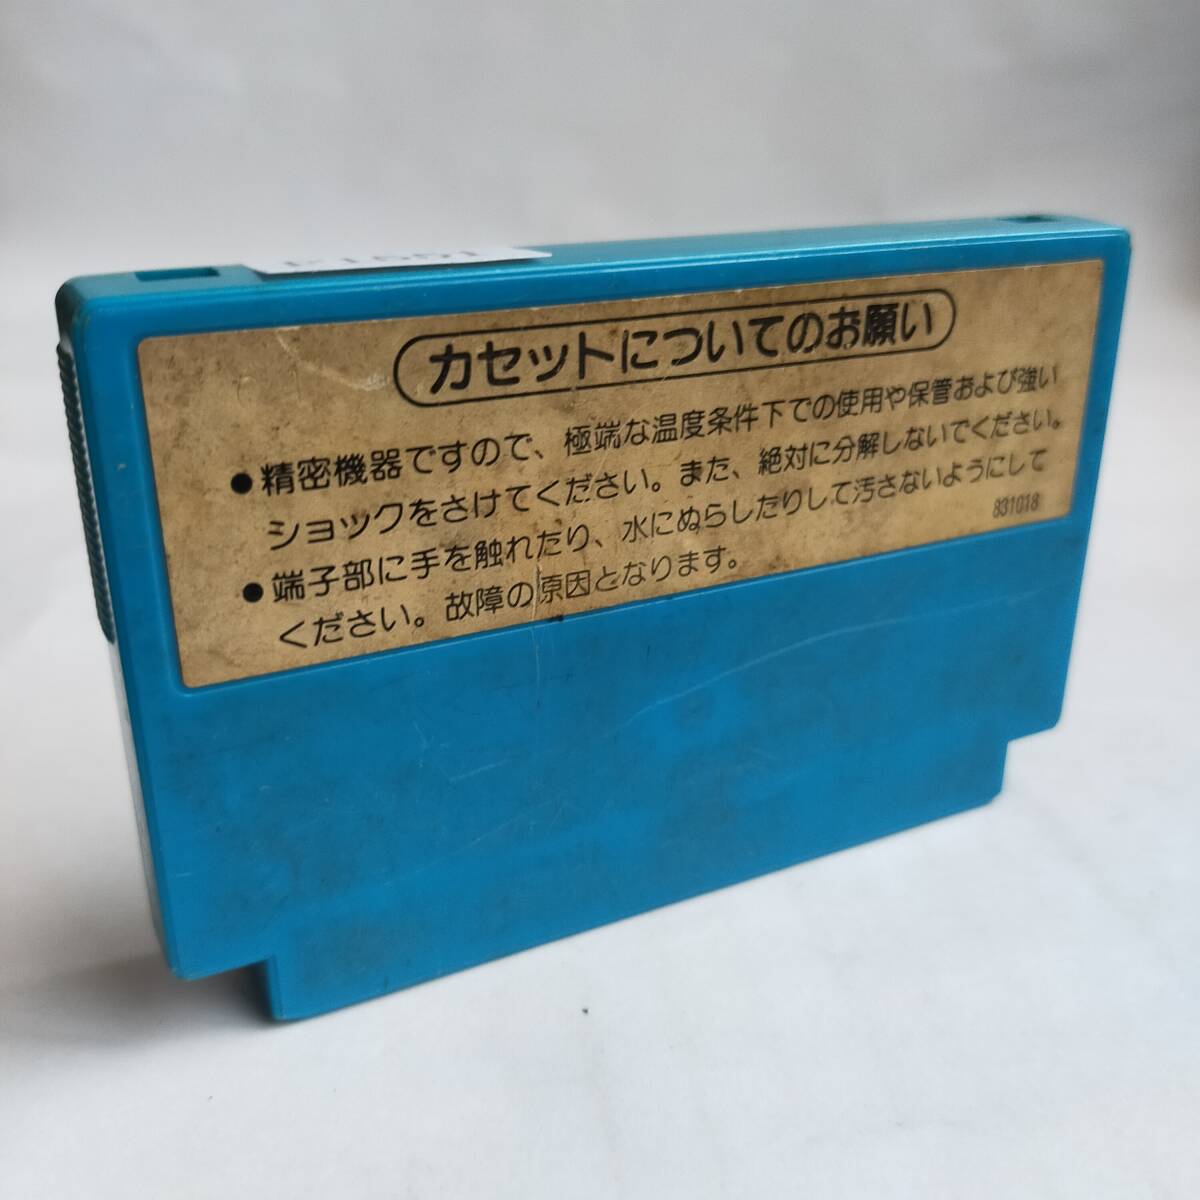 カセットについてのお願い
●精密機器ですので、極端な温度条件下での使用や保管および強い
ショックをさけてください。また、絶対に分解しないでください。
●端子部に手を触れたり、水にぬらしたりして汚さないようにして
ください。故障の原因となります。
831018